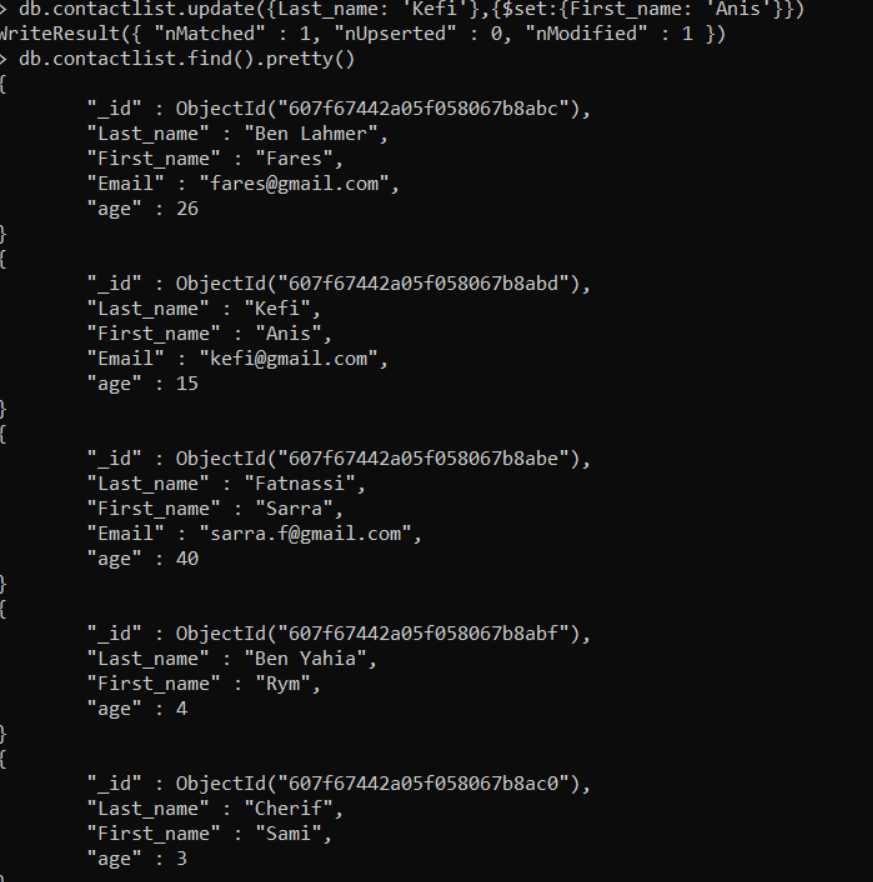 > db.contactlist.update({Last_name: 'Kefi'},{$set:{First_name: 'Anis'}})
WriteResult({ "nMatched" : 1, "nUpserted" : 0, "nModified" : 1 })
> db.contactlist.find().pretty()
{
        "_id" : ObjectId("607f67442a05f058067b8abc"),
        "Last_name" : "Ben Lahmer",
        "First_name" : "Fares",
        "Email" : "fares@gmail.com",
        "age" : 26
}
{
        "_id" : ObjectId("607f67442a05f058067b8abd"),
        "Last_name" : "Kefi",
        "First_name" : "Anis",
        "Email" : "kefi@gmail.com",
        "age" : 15
}
{
        "_id" : ObjectId("607f67442a05f058067b8abe"),
        "Last_name" : "Fatnassi",
        "First_name" : "Sarra",
        "Email" : "sarra.f@gmail.com",
        "age" : 40
}
{
        "_id" : ObjectId("607f67442a05f058067b8abf"),
        "Last_name" : "Ben Yahia",
        "First_name" : "Rym",
        "age" : 4
}
{
        "_id" : ObjectId("607f67442a05f058067b8ac0"),
        "Last_name" : "Cherif",
        "First_name" : "Sami",
        "age" : 3
}